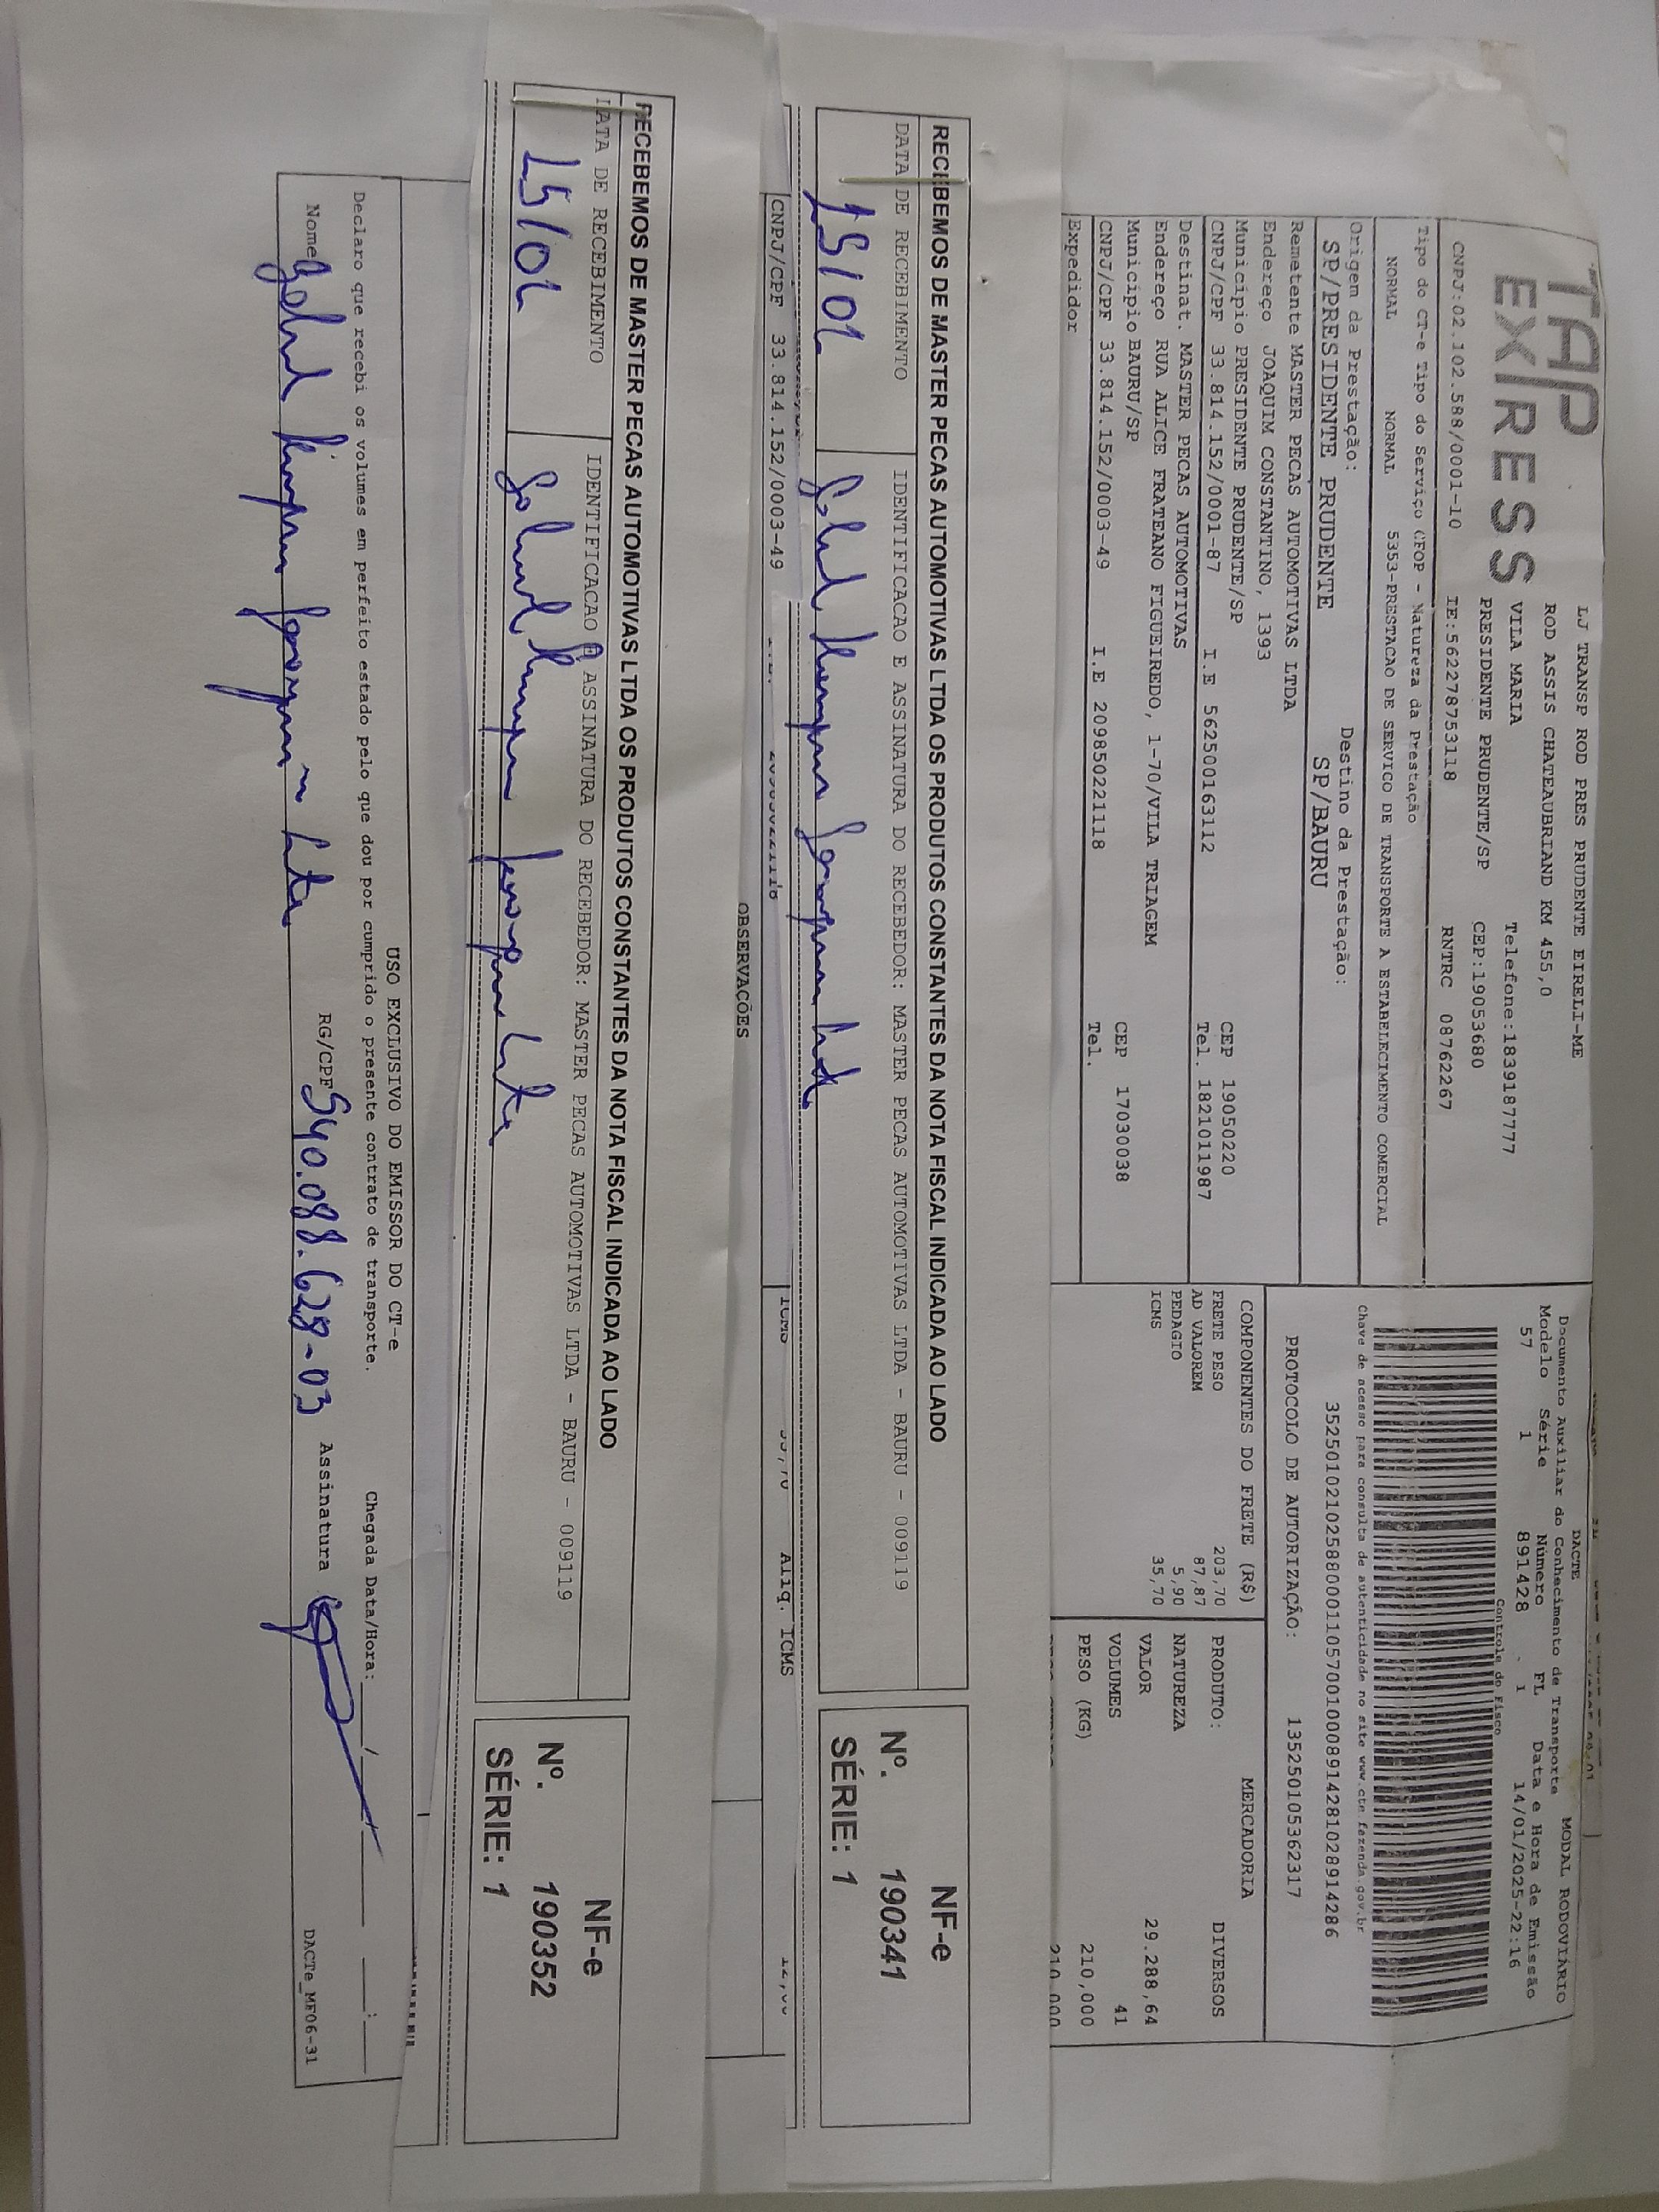 TAP
EXPRESS
LJ TRANSP ROD PRES PRUDENTE EIRELI-ME
ROD ASSIS CHATEAUBRIAND KM 455,0
VILA MARIA Telefone:1839187777
PRESIDENTE PRUDENTE/SP CEP:19053680
CNPJ:02.102.588/0001-10 IE:562278753118 RNTRC 08762267
DACTE
Documento Auxiliar do Conhecimento de Transporte MODAL RODOVIÁRIO
Modelo Série Número FL Data e Hora de Emissão
57 1 891428 1 14/01/2025-22:16
Controle do Fisco
Tipo do CT-e Tipo do Serviço CFOP - Natureza da Prestação
NORMAL NORMAL 5353-PRESTACAO DE SERVICO DE TRANSPORTE A ESTABELECIMENTO COMERCIAL
Chave de acesso para consulta de autenticidade no site www.cte.fazenda.gov.br
35250102102588000110570010008914281028914286
Origem da Prestação: Destino da Prestação:
SP/PRESIDENTE PRUDENTE SP/BAURU
PROTOCOLO DE AUTORIZAÇÃO: 135250105362317
Remetente MASTER PECAS AUTOMOTIVAS LTDA
Endereço JOAQUIM CONSTANTINO, 1393
Município PRESIDENTE PRUDENTE/SP CEP 19050220
CNPJ/CPF 33.814.152/0001-87 I.E 562500163112 Tel. 1821011987
Destinat. MASTER PECAS AUTOMOTIVAS
Endereço RUA ALICE FRATEANO FIGUEIREDO, 1-70/VILA TRIAGEM
Município BAURU/SP CEP 17030038
CNPJ/CPF 33.814.152/0003-49 I.E 209850221118 Tel.
Expedidor
COMPONENTES DO FRETE (R$)
FRETE PESO 203,70
AD VALOREM 87,87
PEDAGIO 5,90
ICMS 35,70
MERCADORIA
PRODUTO: DIVERSOS
NATUREZA
VALOR 29.288,64
VOLUMES 41
PESO (KG) 210,000
210,000
RECEBEMOS DE MASTER PECAS AUTOMOTIVAS LTDA OS PRODUTOS CONSTANTES DA NOTA FISCAL INDICADA AO LADO
DATA DE RECEBIMENTO IDENTIFICACAO E ASSINATURA DO RECEBEDOR: MASTER PECAS AUTOMOTIVAS LTDA - BAURU - 009119
15/01
NF-e
Nº. 190341
SÉRIE: 1
CNPJ/CPF 33.814.152/0003-49
ICMS Aliq. ICMS
OBSERVAÇÕES
RECEBEMOS DE MASTER PECAS AUTOMOTIVAS LTDA OS PRODUTOS CONSTANTES DA NOTA FISCAL INDICADA AO LADO
DATA DE RECEBIMENTO IDENTIFICACAO E ASSINATURA DO RECEBEDOR: MASTER PECAS AUTOMOTIVAS LTDA - BAURU - 009119
15/01
NF-e
Nº. 190352
SÉRIE: 1
USO EXCLUSIVO DO EMISSOR DO CT-e
Declaro que recebi os volumes em perfeito estado pelo que dou por cumprido o presente contrato de transporte. Chegada Data/Hora: / :
Nome RG/CPF 540.088.628-03 Assinatura
DACTe_MF06-31